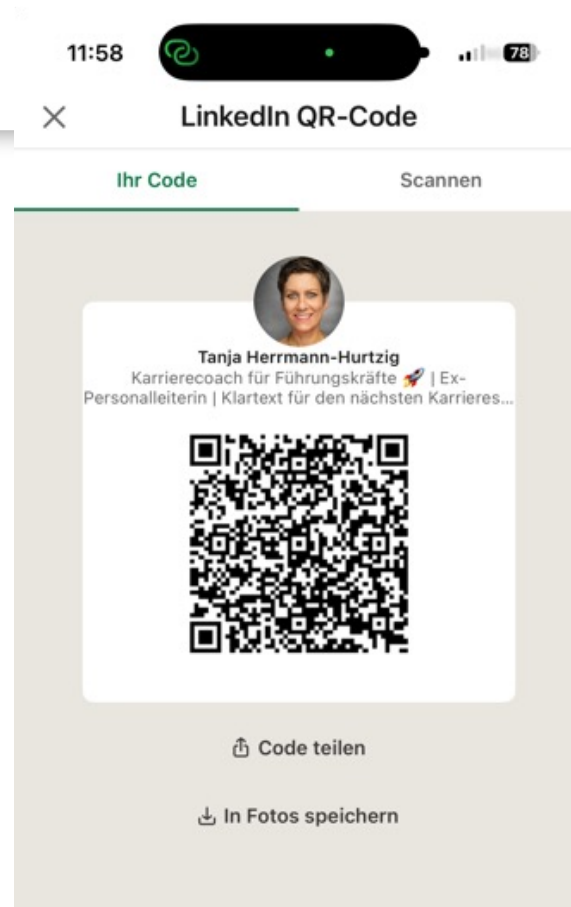 11:58
78
LinkedIn QR-Code
Ihr Code
Scannen
Tanja Herrmann-Hurtzig
Karrierecoach für Führungskräfte 🚀 | Ex-
Personalleiterin | Klartext für den nächsten Karrieres...
Code teilen
In Fotos speichern